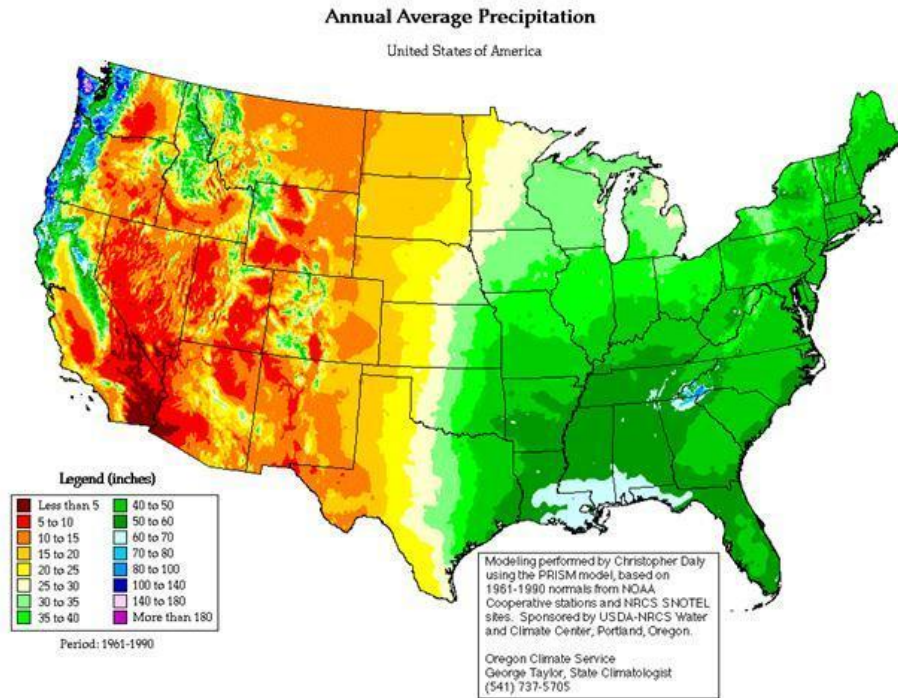 Annual Average Precipitation
United States of America
Legend (inches)
Less than 5
5 to 10
10 to 15
15 to 20
20 to 25
25 to 30
30 to 35
35 to 40
40 to 50
50 to 60
60 to 70
70 to 80
80 to 100
100 to 140
140 to 180
More than 180
Period: 1961-1990
Modeling performed by Christopher Daly
using the PRISM model, based on
1961-1990 normals from NOAA
Cooperative stations and NRCS SNOTEL
sites. Sponsored by USDA-NRCS Water
and Climate Center, Portland, Oregon.
Oregon Climate Service
George Taylor, State Climatologist
(541) 737-5705